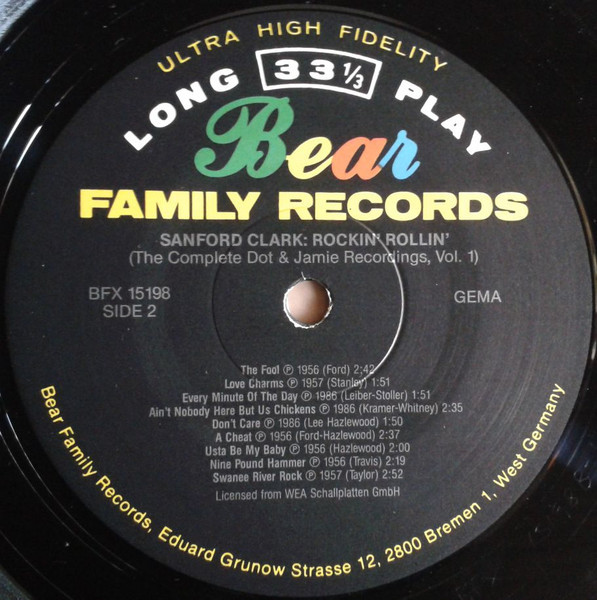 ULTRA HIGH FIDELITY
LONG 33 1/3 PLAY
Bear
FAMILY RECORDS
SANFORD CLARK: ROCKIN' ROLLIN'
(The Complete Dot & Jamie Recordings, Vol. 1)
BFX 15198 GEMA
SIDE 2
The Fool ℗ 1956 (Ford) 2:42
Love Charms ℗ 1957 (Stanley) 1:51
Every Minute Of The Day ℗ 1986 (Leiber-Stoller) 1:51
Ain't Nobody Here But Us Chickens ℗ 1986 (Kramer-Whitney) 2:35
Don't Care ℗ 1986 (Lee Hazlewood) 1:50
A Cheat ℗ 1956 (Ford-Hazlewood) 2:37
Usta Be My Baby ℗ 1956 (Hazlewood) 2:00
Nine Pound Hammer ℗ 1956 (Travis) 2:19
Swanee River Rock ℗ 1957 (Taylor) 2:52
Licensed from WEA Schallplatten GmbH
Bear Family Records, Eduard Grunow Strasse 12, 2800 Bremen 1, West Germany